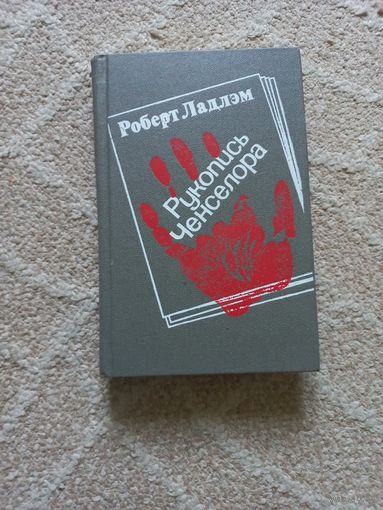 Роберт Ладлэм
Рукопись
Ченселора